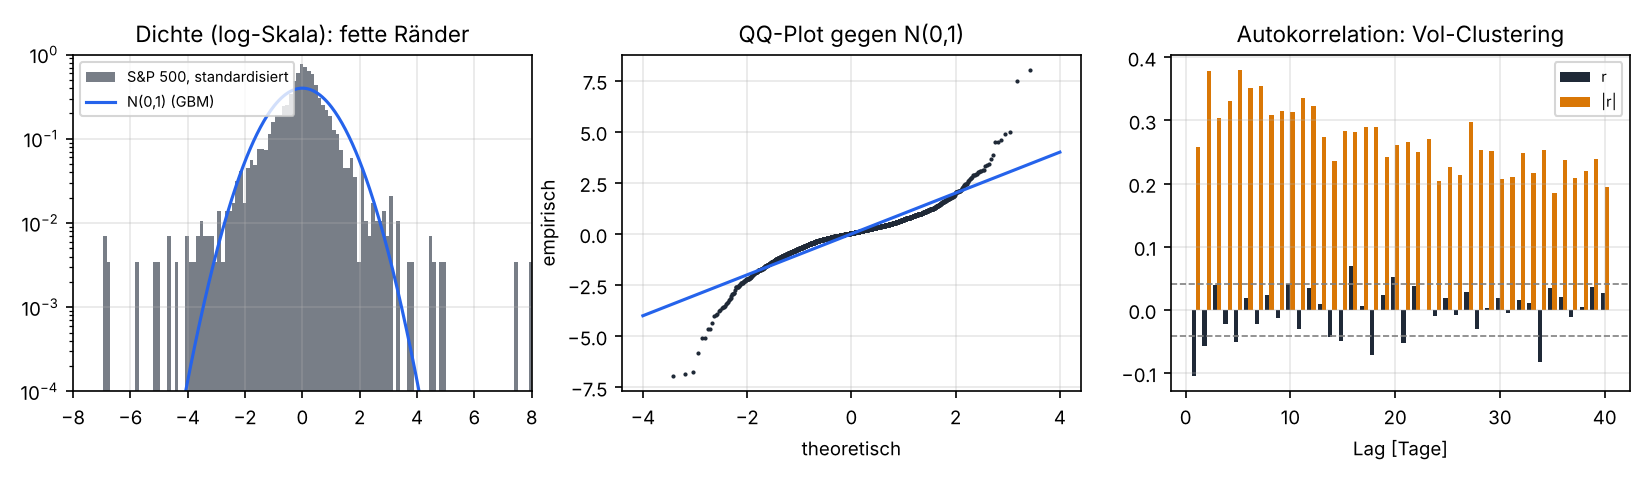 Dichte (log-Skala): fette Ränder
10⁰
10⁻¹
10⁻²
10⁻³
10⁻⁴
S&P 500, standardisiert
N(0,1) (GBM)
−8 −6 −4 −2 0 2 4 6 8
QQ-Plot gegen N(0,1)
empirisch
7.5
5.0
2.5
0.0
−2.5
−5.0
−7.5
−4 −2 0 2 4
theoretisch
Autokorrelation: Vol-Clustering
0.4
0.3
0.2
0.1
0.0
−0.1
r
|r|
0 10 20 30 40
Lag [Tage]